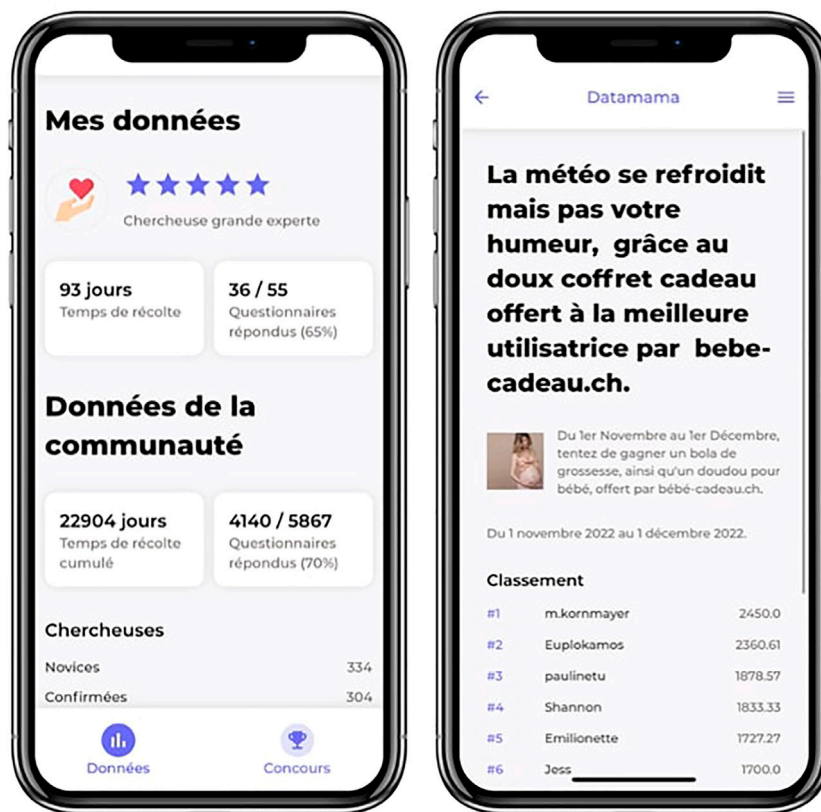 Mes données
Chercheuse grande experte
93 jours
Temps de récolte
36 / 55
Questionnaires
répondus (65%)
Données de la
communauté
22904 jours
Temps de récolte
cumulé
4140 / 5867
Questionnaires
répondus (70%)
Chercheuses
Novices 334
Confirmées 304
Données
Concours
Datamama
La météo se refroidit
mais pas votre
humeur, grâce au
doux coffret cadeau
offert à la meilleure
utilisatrice par bebe-
cadeau.ch.
Du 1er Novembre au 1er Décembre,
tentez de gagner un bola de
grossesse, ainsi qu'un doudou pour
bébé, offert par bébé-cadeau.ch.
Du 1 novembre 2022 au 1 décembre 2022.
Classement
#1 m.kornmayer 2450.0
#2 Euplokamos 2360.61
#3 paulinetu 1878.57
#4 Shannon 1833.33
#5 Emilionette 1727.27
#6 Jess 1700.0